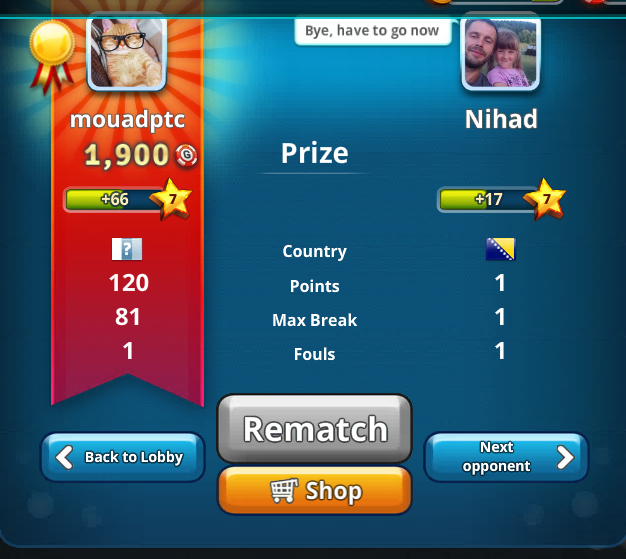 Bye, have to go now
mouadptc
Nihad
1,900 G
Prize
+66 7
+17 7
?
Country
120
Points
1
81
Max Break
1
1
Fouls
1
Rematch
Back to Lobby
Next
opponent
Shop